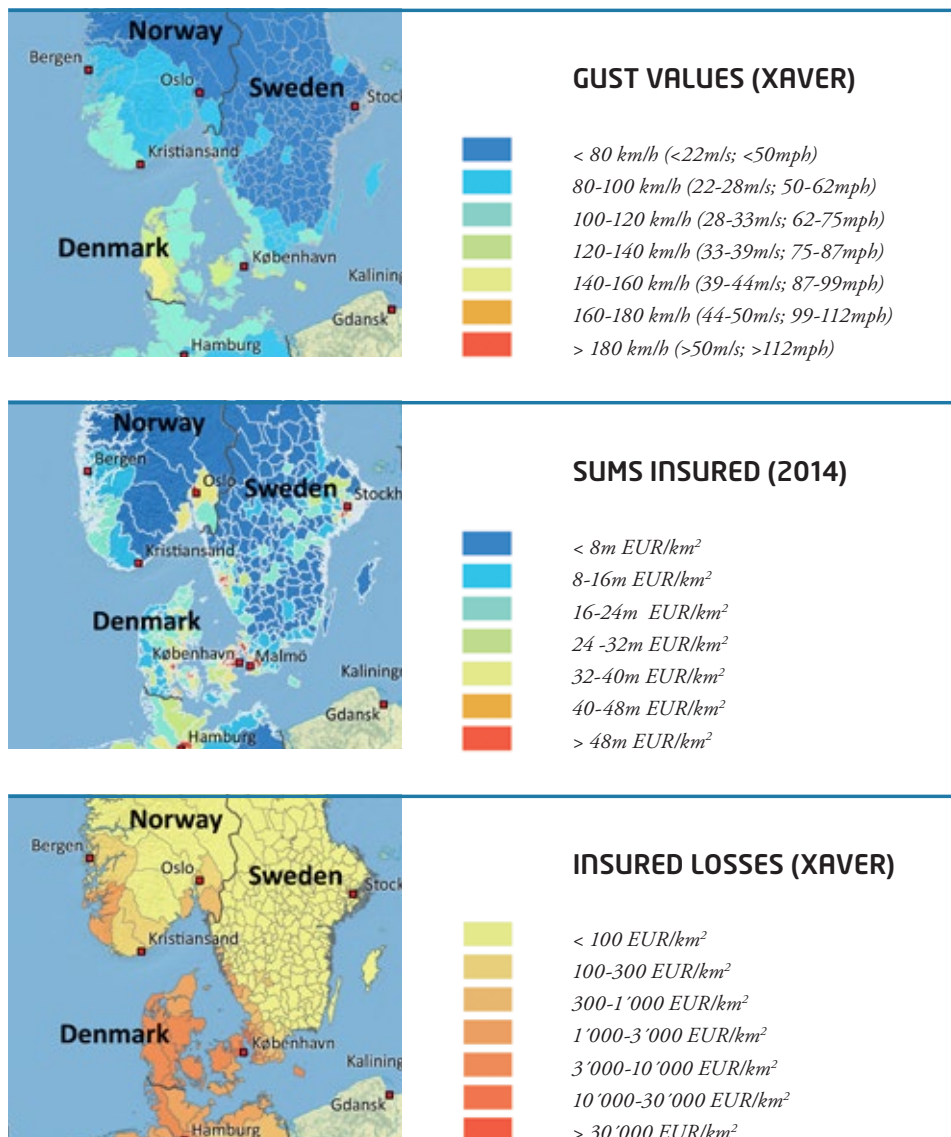 Norway
Bergen
Oslo
Sweden
Stoc
Kristiansand
Denmark
København
Kalining
Gdansk
Hamburg
GUST VALUES (XAVER)
< 80 km/h (<22m/s; <50mph)
80-100 km/h (22-28m/s; 50-62mph)
100-120 km/h (28-33m/s; 62-75mph)
120-140 km/h (33-39m/s; 75-87mph)
140-160 km/h (39-44m/s; 87-99mph)
160-180 km/h (44-50m/s; 99-112mph)
> 180 km/h (>50m/s; >112mph)
Norway
Bergen
Oslo
Sweden
Stockh
Kristiansand
Denmark
København
Malmö
Kaliningr
Gdansk
Hamburg
SUMS INSURED (2014)
< 8m EUR/km²
8-16m EUR/km²
16-24m EUR/km²
24 -32m EUR/km²
32-40m EUR/km²
40-48m EUR/km²
> 48m EUR/km²
Norway
Bergen
Oslo
Sweden
Stock
Kristiansand
Denmark
København
Kalining
Gdansk
Hamburg
INSURED LOSSES (XAVER)
< 100 EUR/km²
100-300 EUR/km²
300-1´000 EUR/km²
1´000-3´000 EUR/km²
3´000-10´000 EUR/km²
10´000-30´000 EUR/km²
> 30´000 EUR/km²